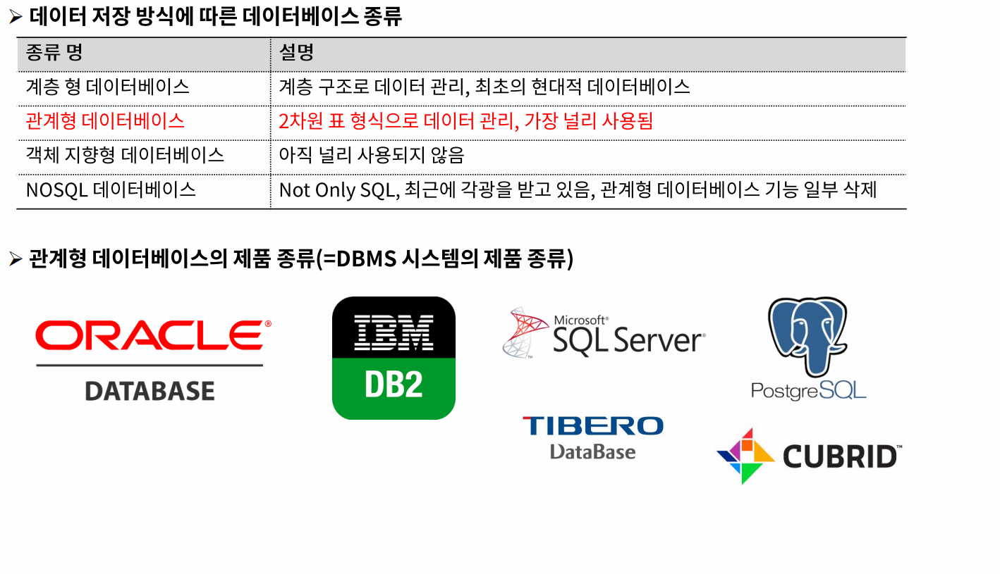 ➢ 데이터 저장 방식에 따른 데이터베이스 종류
종류 명 설명
계층 형 데이터베이스 계층 구조로 데이터 관리, 최초의 현대적 데이터베이스
관계형 데이터베이스 2차원 표 형식으로 데이터 관리, 가장 널리 사용됨
객체 지향형 데이터베이스 아직 널리 사용되지 않음
NOSQL 데이터베이스 Not Only SQL, 최근에 각광을 받고 있음, 관계형 데이터베이스 기능 일부 삭제
➢ 관계형 데이터베이스의 제품 종류(=DBMS 시스템의 제품 종류)
ORACLE®
DATABASE
IBM
DB2
Microsoft®
SQL Server®
™
PostgreSQL
TIBERO
DataBase
CUBRID™